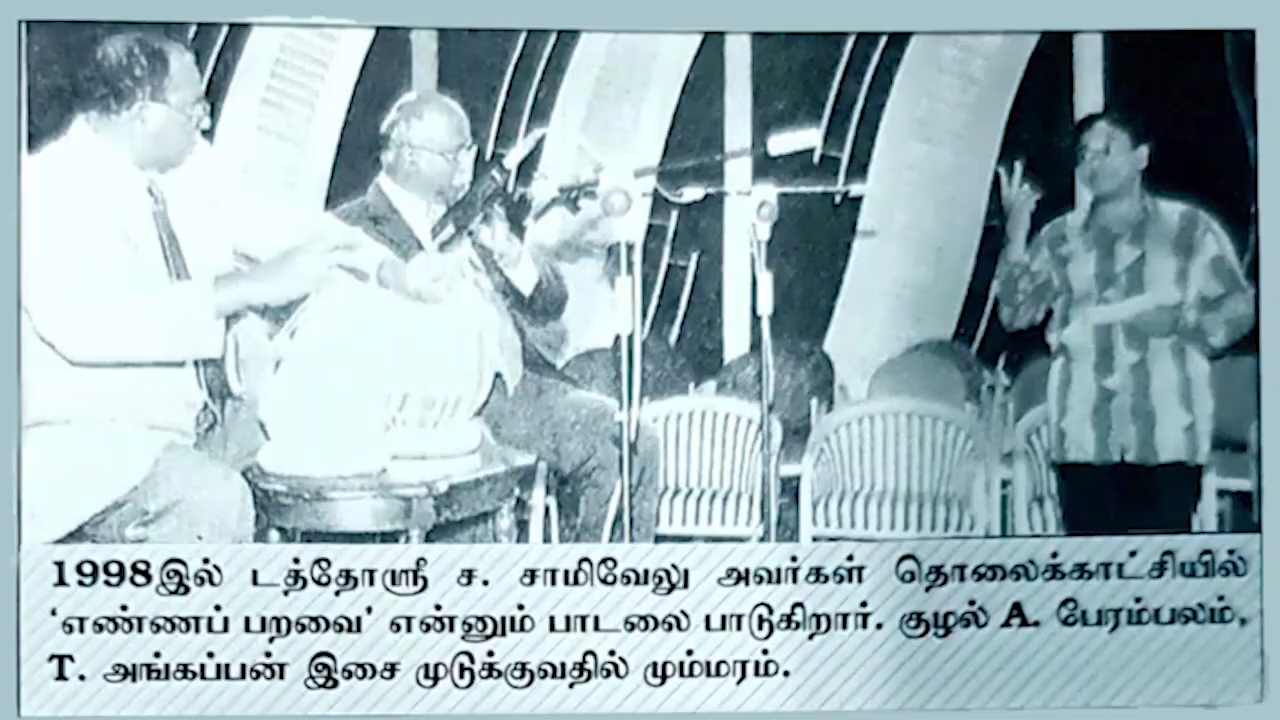 1998இல் டத்தோஸ்ரீ ச. சாமிவேலு அவர்கள் தொலைக்காட்சியில்
‘எண்ணப் பறவை’ என்னும் பாடலை பாடுகிறார். குழல் A. பேரம்பலம்,
T. அங்கப்பன் இசை முடுக்குவதில் மும்மரம்.